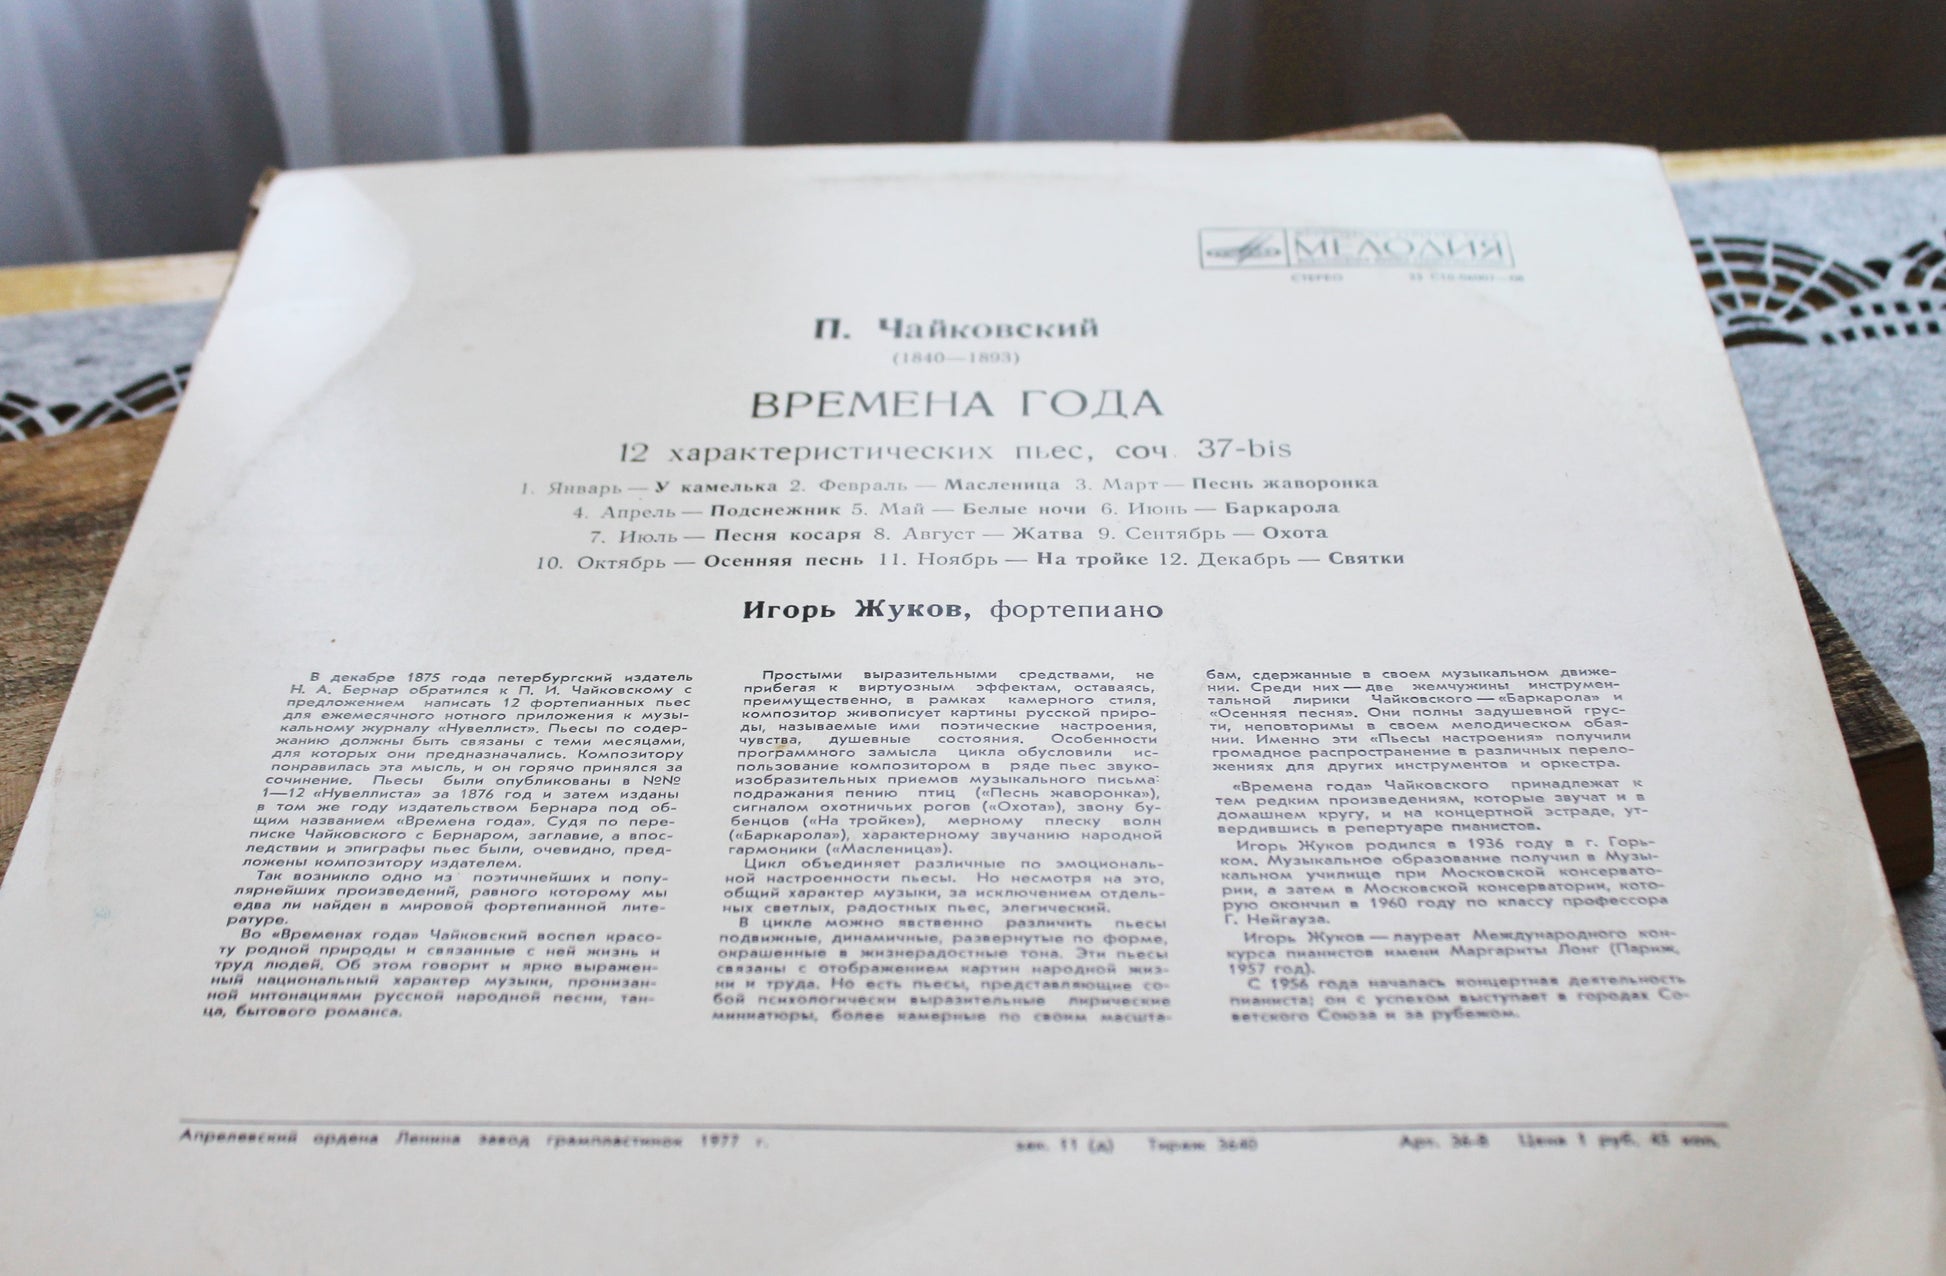 МЕЛОДИЯ
СТЕРЕО 33 С10-06007—08
П. Чайковский
(1840—1893)
ВРЕМЕНА ГОДА
12 характеристических пьес, соч. 37-bis
1. Январь — У камелька 2. Февраль — Масленица 3. Март — Песнь жаворонка
4. Апрель — Подснежник 5. Май — Белые ночи 6. Июнь — Баркарола
7. Июль — Песня косаря 8. Август — Жатва 9. Сентябрь — Охота
10. Октябрь — Осенняя песнь 11. Ноябрь — На тройке 12. Декабрь — Святки
Игорь Жуков, фортепиано
В декабре 1875 года петербургский издатель
Н. А. Бернар обратился к П. И. Чайковскому с
предложением написать 12 фортепианных пьес
для ежемесячного нотного приложения к музы-
кальному журналу «Нувеллист». Пьесы по содер-
жанию должны быть связаны с теми месяцами,
для которых они предназначались. Композитору
понравилась эта мысль, и он горячо принялся за
сочинение. Пьесы были опубликованы в №№
1—12 «Нувеллиста» за 1876 год и затем изданы
в том же году издательством Бернара под об-
щим названием «Времена года». Судя по пере-
писке Чайковского с Бернаром, заглавие, а впос-
ледствии и эпиграфы пьес были, очевидно, пред-
ложены композитору издателем.
Так возникло одно из поэтичнейших и попу-
лярнейших произведений, равного которому мы
едва ли найден в мировой фортепианной лите-
ратуре.
Во «Временах года» Чайковский воспел красо-
ту родной природы и связанные с ней жизнь и
труд людей. Об этом говорит и ярко выражен-
ный национальный характер музыки, пронизан-
ной интонациями русской народной песни, тан-
ца, бытового романса.
Простыми выразительными средствами, не
прибегая к виртуозным эффектам, оставаясь,
преимущественно, в рамках камерного стиля,
композитор живописует картины русской приро-
ды, называемые ими поэтические настроения,
чувства, душевные состояния. Особенности
программного замысла цикла обусловили ис-
пользование композитором в ряде пьес звуко-
изобразительных приемов музыкального письма:
подражания пению птиц («Песнь жаворонка»),
сигналом охотничьих рогов («Охота»), звону бу-
бенцов («На тройке»), мерному плеску волн
(«Баркарола»), характерному звучанию народной
гармоники («Масленица»).
Цикл объединяет различные по эмоциональ-
ной настроенности пьесы. Но несмотря на это,
общий характер музыки, за исключением отдель-
ных светлых, радостных пьес, элегический.
В цикле можно явственно различить пьесы
подвижные, динамичные, развернутые по форме,
окрашенные в жизнерадостные тона. Эти пьесы
связаны с отображением картин народной жиз-
ни и труда. Но есть пьесы, представляющие со-
бой психологически выразительные лирические
миниатюры, более камерные по своим масшта-
бам, сдержанные в своем музыкальном движе-
нии. Среди них — две жемчужины инструмен-
тальной лирики Чайковского — «Баркарола» и
«Осенняя песня». Они полны задушевной грус-
ти, неповторимы в своем мелодическом обая-
нии. Именно эти «Пьесы настроения» получили
громадное распространение в различных перело-
жениях для других инструментов и оркестра.
«Времена года» Чайковского принадлежат к
тем редким произведениям, которые звучат и в
домашнем кругу, и на концертной эстраде, ут-
вердившись в репертуаре пианистов.
Игорь Жуков родился в 1936 году в г. Горь-
ком. Музыкальное образование получил в Музы-
кальном училище при Московской консервато-
рии, а затем в Московской консерватории, кото-
рую окончил в 1960 году по классу профессора
Г. Нейгауза.
Игорь Жуков — лауреат Международного кон-
курса пианистов имени Маргариты Лонг (Париж,
1957 год).
С 1956 года началась концертная деятельность
пианиста; он с успехом выступает в городах Со-
ветского Союза и за рубежом.
Апрелевский ордена Ленина завод грампластинок 1977 г. зак. 11 (д) Тираж 3640 Арт. 36-8 Цена 1 руб. 45 коп.